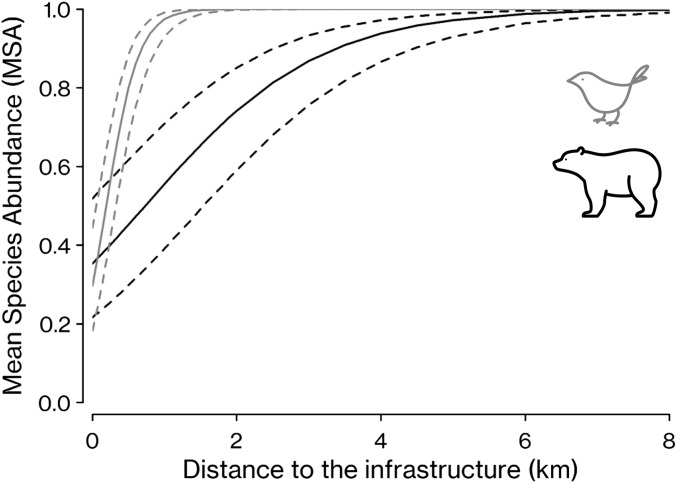 Mean Species Abundance (MSA)
1.0
0.8
0.6
0.4
0.2
0.0
0 2 4 6 8
Distance to the infrastructure (km)